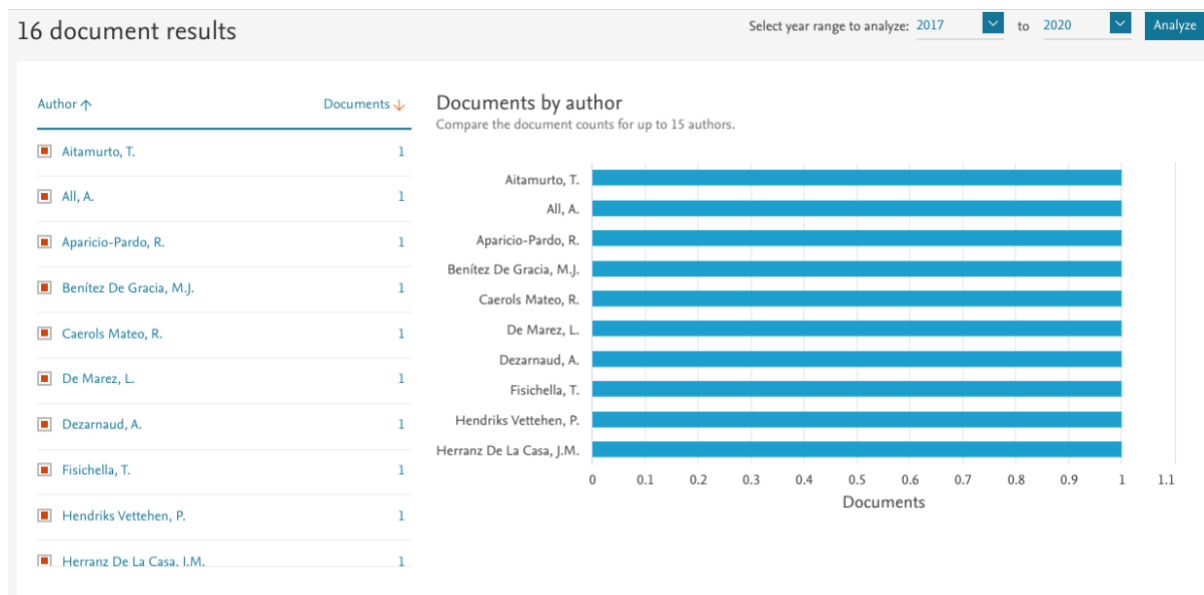 16 document results
Select year range to analyze: 2017 to 2020 Analyze
Author Documents
Aitamurto, T. 1
All, A. 1
Aparicio-Pardo, R. 1
Benítez De Gracia, M.J. 1
Caerols Mateo, R. 1
De Marez, L. 1
Dezarnaud, A. 1
Fisichella, T. 1
Hendriks Vettehen, P. 1
Herranz De La Casa, J.M. 1
Documents by author
Compare the document counts for up to 15 authors.
Aitamurto, T.
All, A.
Aparicio-Pardo, R.
Benítez De Gracia, M.J.
Caerols Mateo, R.
De Marez, L.
Dezarnaud, A.
Fisichella, T.
Hendriks Vettehen, P.
Herranz De La Casa, J.M.
0 0.1 0.2 0.3 0.4 0.5 0.6 0.7 0.8 0.9 1 1.1
Documents